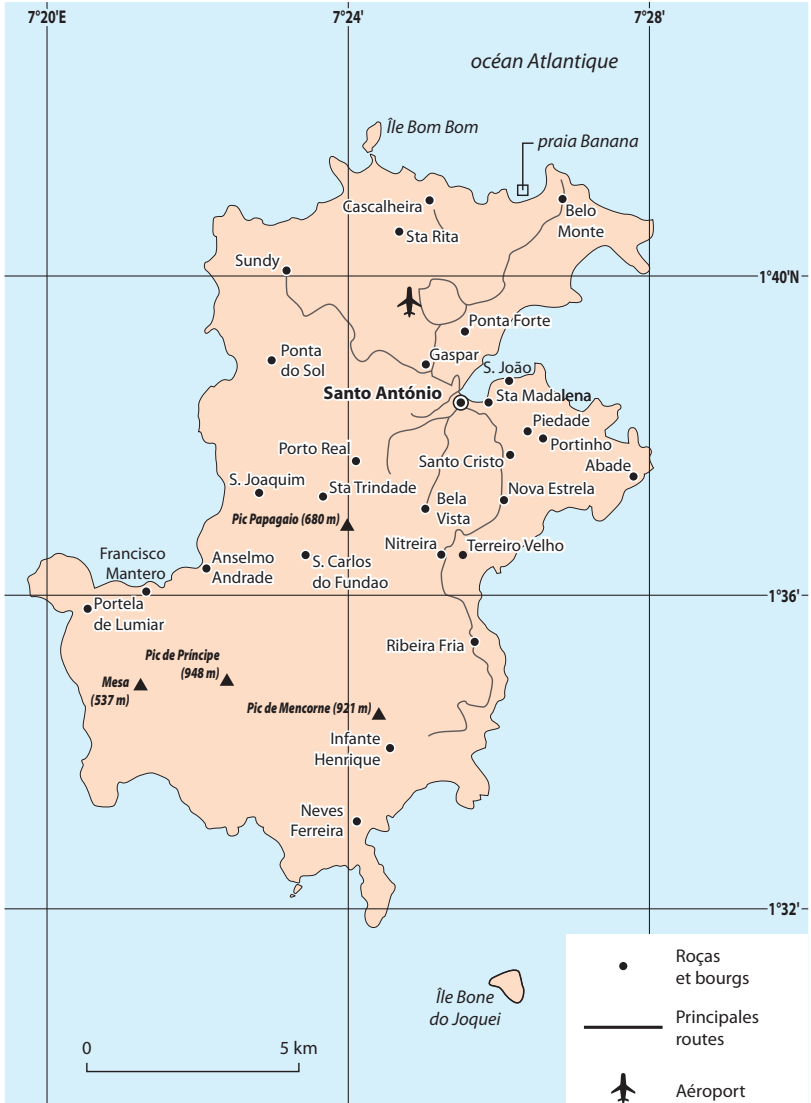 7°20'E
7°24'
7°28'
océan Atlantique
Île Bom Bom
praia Banana
Cascalheira
Belo
Monte
Sta Rita
Sundy
1°40'N
Ponta Forte
Ponta
do Sol
Gaspar
S. João
Santo António
Sta Madalena
Piedade
Portinho
Porto Real
Santo Cristo
Abade
S. Joaquim
Sta Trindade
Nova Estrela
Bela
Vista
Pic Papagaio (680 m)
Nitreira
Terreiro Velho
Francisco
Mantero
Anselmo
Andrade
S. Carlos
do Fundao
1°36'
Portela
de Lumiar
Ribeira Fria
Pic de Príncipe
(948 m)
Mesa
(537 m)
Pic de Mencorne (921 m)
Infante
Henrique
Neves
Ferreira
1°32'
Île Bone
do Joquei
0
5 km
Roças
et bourgs
Principales
routes
Aéroport